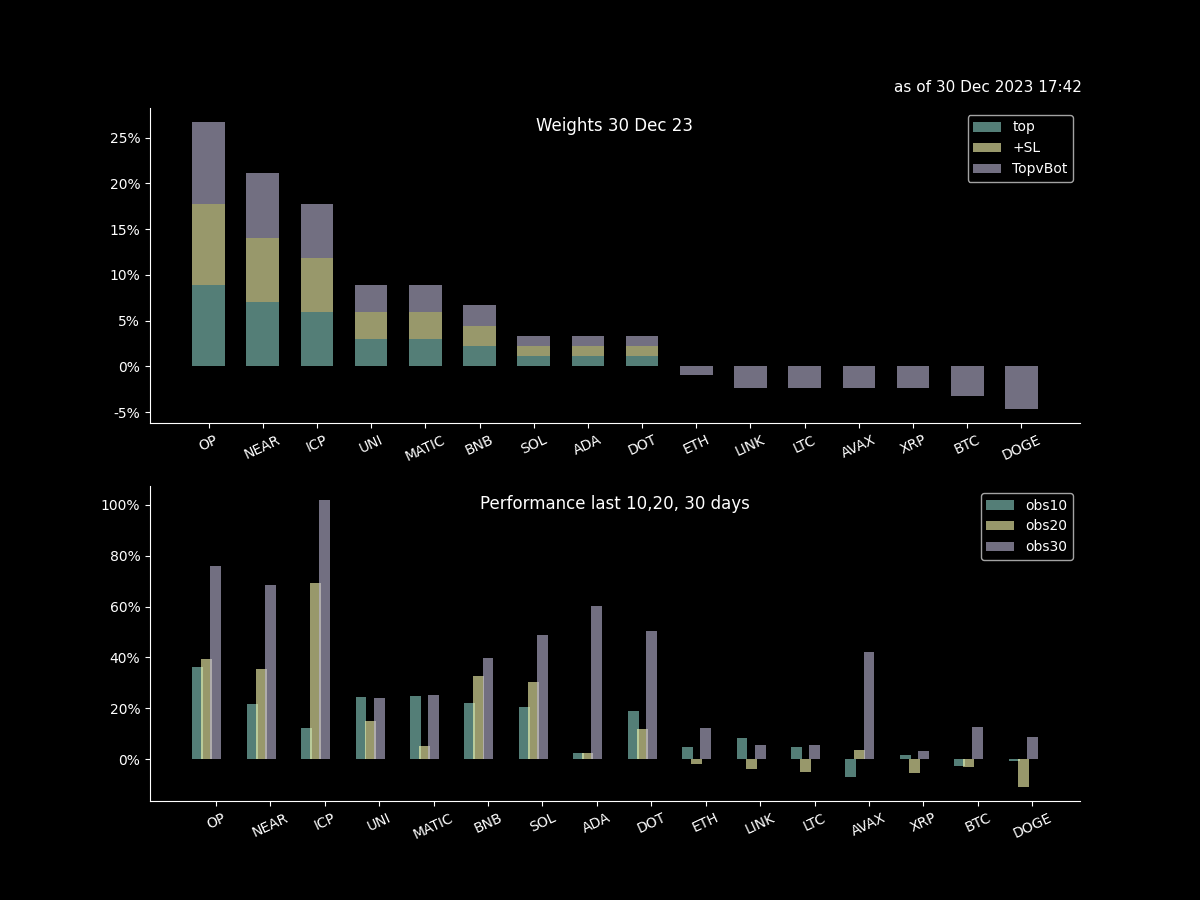 as of 30 Dec 2023 17:42
Weights 30 Dec 23
top
+SL
TopvBot
25%
20%
15%
10%
5%
0%
-5%
OP NEAR ICP UNI MATIC BNB SOL ADA DOT ETH LINK LTC AVAX XRP BTC DOGE
Performance last 10,20, 30 days
obs10
obs20
obs30
100%
80%
60%
40%
20%
0%
OP NEAR ICP UNI MATIC BNB SOL ADA DOT ETH LINK LTC AVAX XRP BTC DOGE